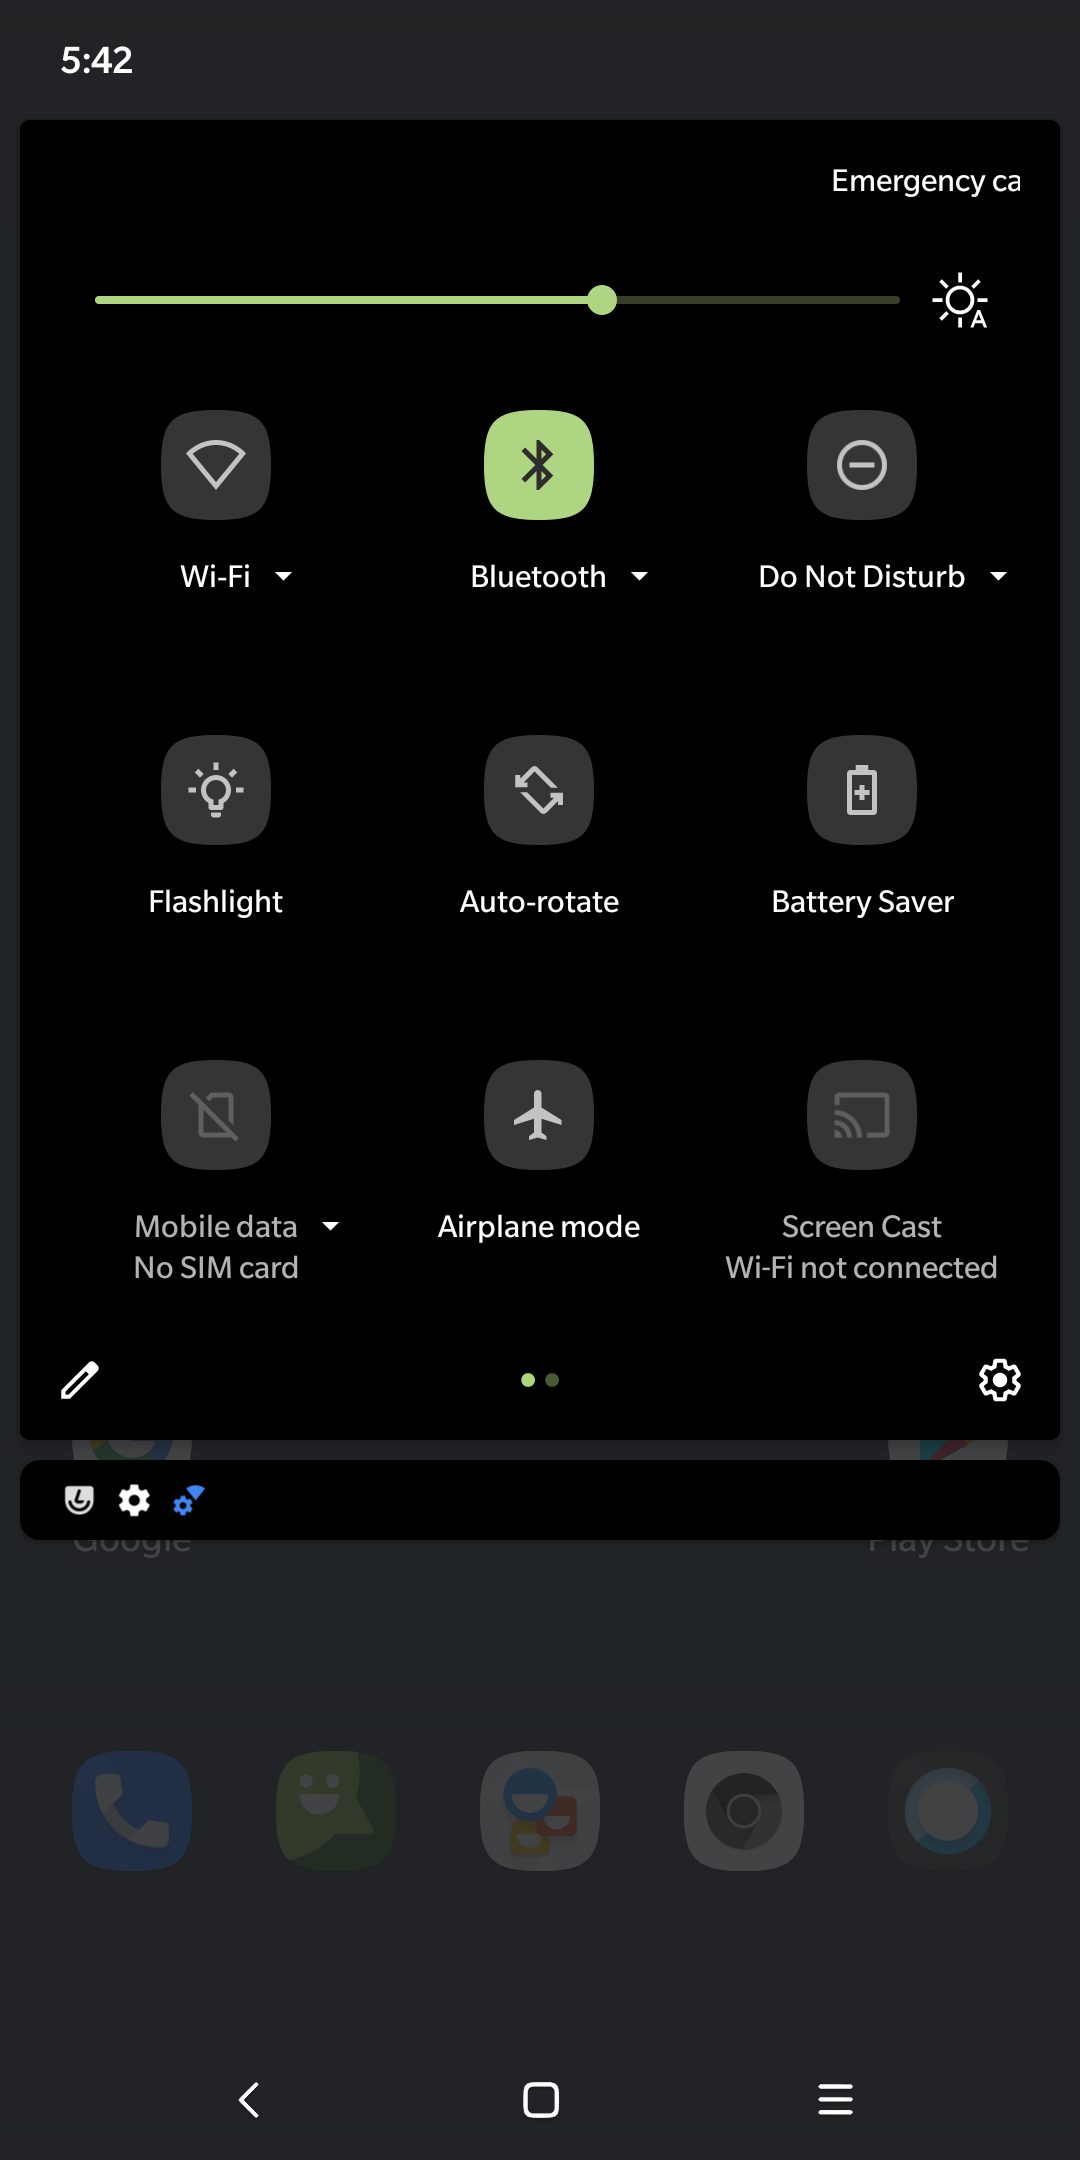 5:42
Emergency ca
Wi-Fi
Bluetooth
Do Not Disturb
Flashlight
Auto-rotate
Battery Saver
Mobile data
No SIM card
Airplane mode
Screen Cast
Wi-Fi not connected
Google
Play Store